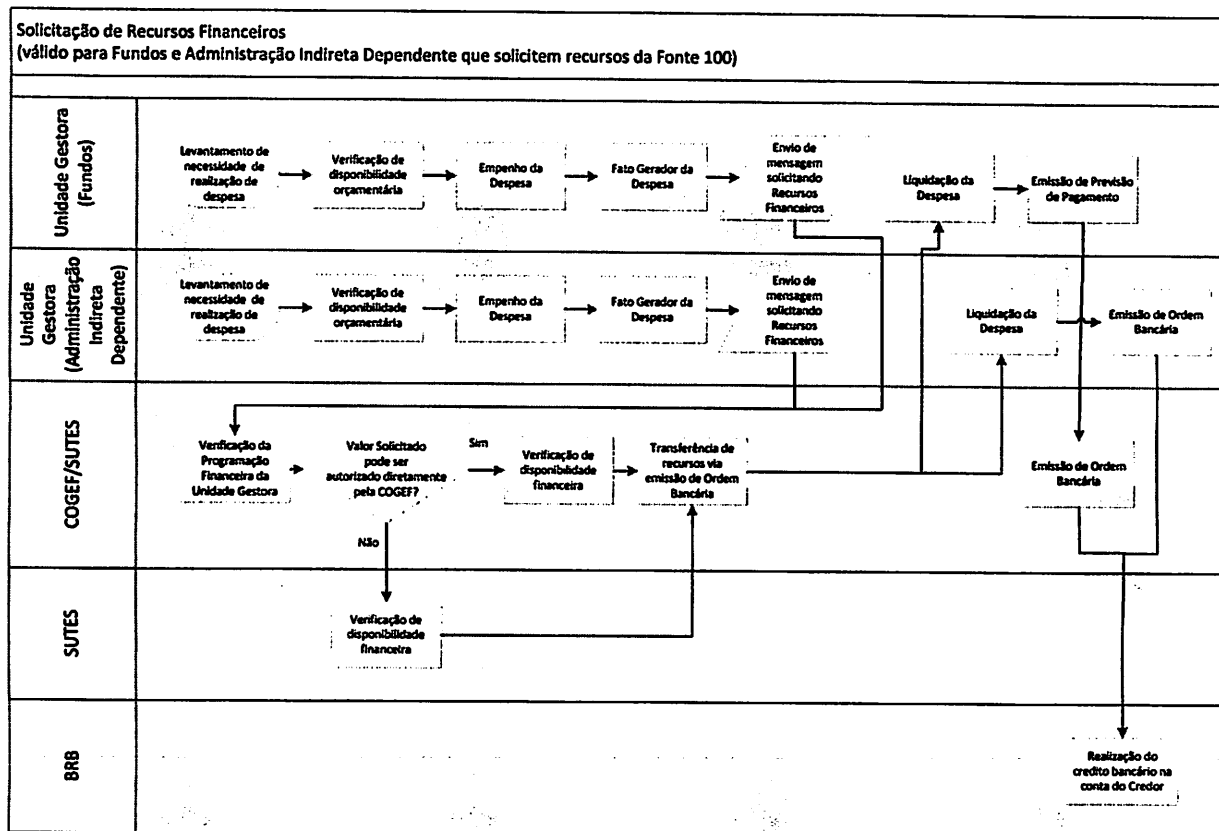 Solicitação de Recursos Financeiros
(válido para Fundos e Administração Indireta Dependente que solicitem recursos da Fonte 100)
Unidade Gestora
(Fundos)
Levantamento de
necessidade de
realização de
despesa
Verificação de
disponibilidade
orçamentária
Empenho da
Despesa
Fato Gerador da
Despesa
Envio de
mensagem
solicitando
Recursos
Financeiros
Liquidação da
Despesa
Emissão de Previsão
de Pagamento
Unidade
Gestora
(Administração
Indireta
Dependente)
Levantamento de
necessidade de
realização de
despesa
Verificação de
disponibilidade
orçamentária
Empenho da
Despesa
Fato Gerador da
Despesa
Envio de
mensagem
solicitando
Recursos
Financeiros
Liquidação da
Despesa
Emissão de Ordem
Bancária
COGEF/SUTES
Verificação da
Programação
Financeira da
Unidade Gestora
Valor Solicitado
pode ser
autorizado diretamente
pela COGEF?
Sim
Não
Verificação de
disponibilidade
financeira
Transferência de
recursos via
emissão de Ordem
Bancária
Emissão de Ordem
Bancária
SUTES
Verificação de
disponibilidade
financeira
BRB
Realização do
credito bancário na
conta do Credor